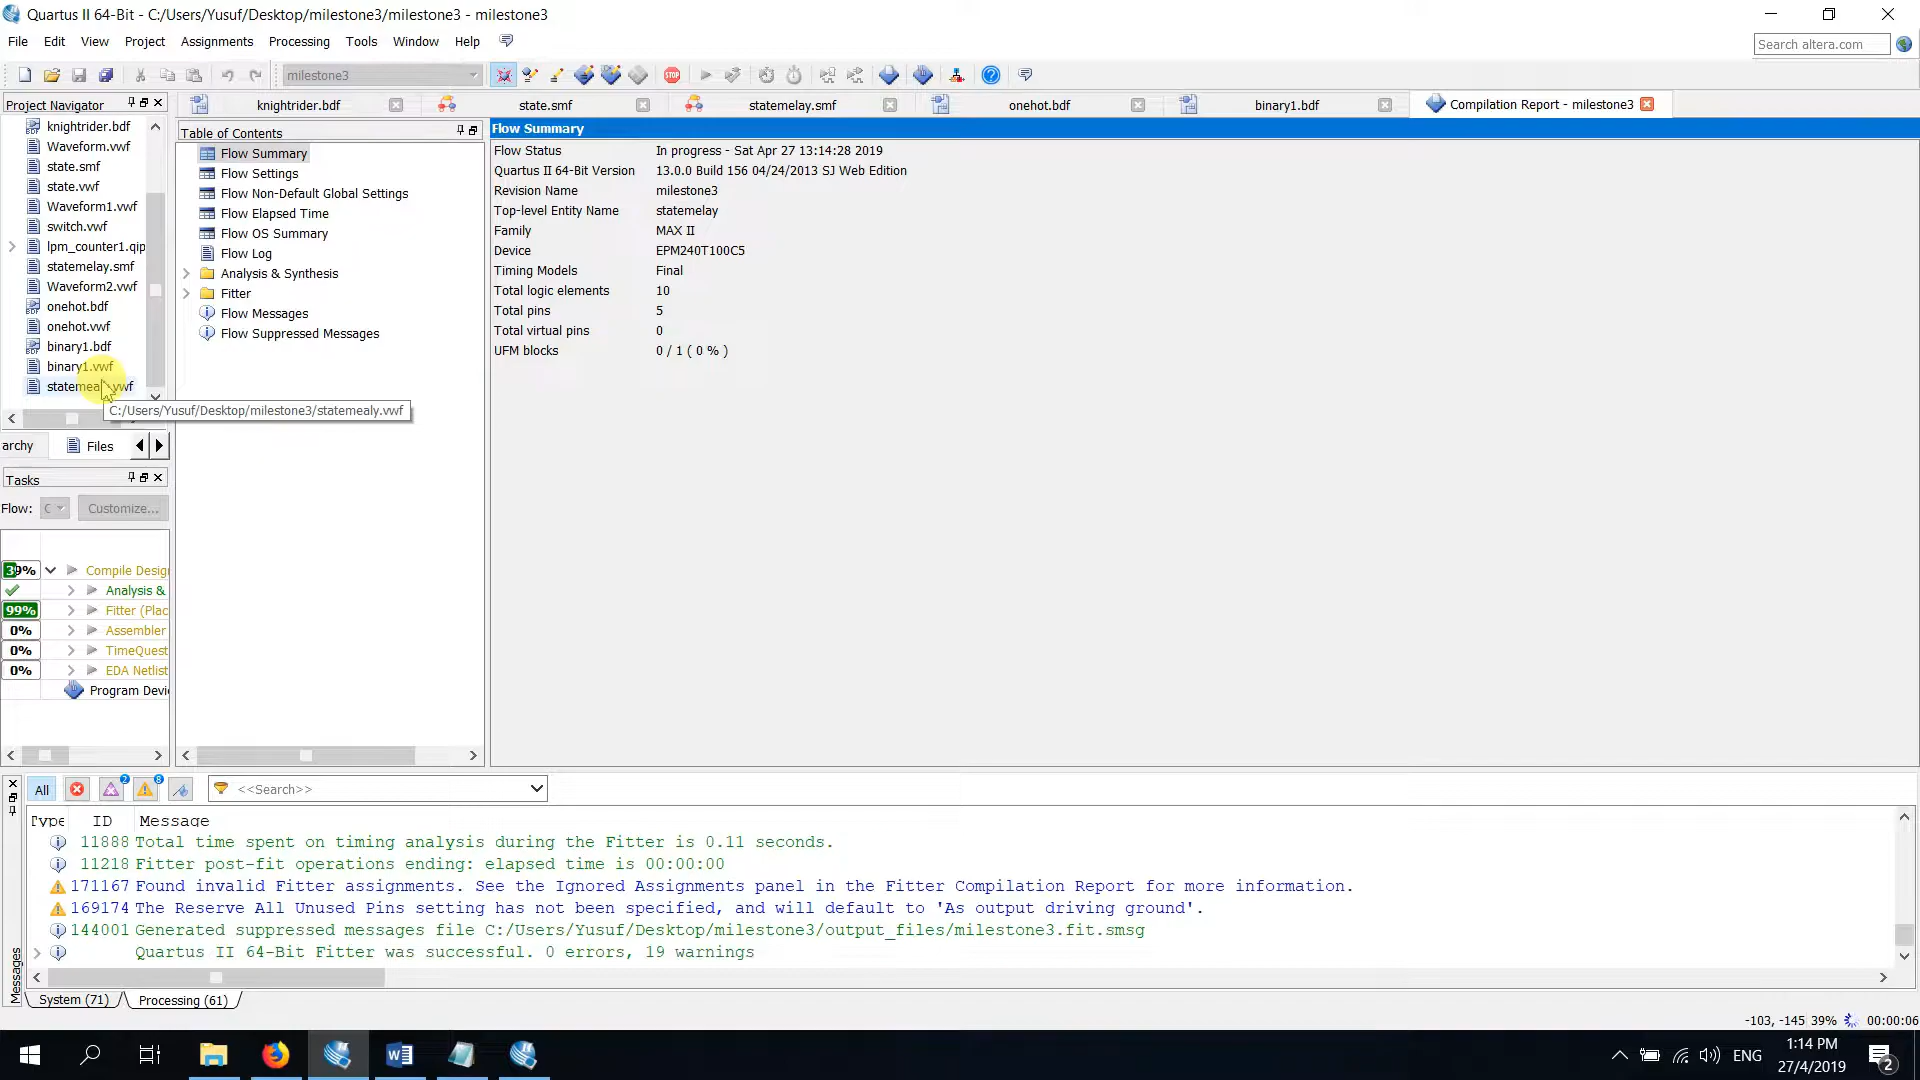 Quartus II 64-Bit - C:/Users/Yusuf/Desktop/milestone3/milestone3 - milestone3
File Edit View Project Assignments Processing Tools Window Help
Search altera.com
milestone3
STOP
Project Navigator
knightrider.bdf
state.smf
statemelay.smf
onehot.bdf
binary1.bdf
Compilation Report - milestone3
knightrider.bdf
Waveform.vwf
state.smf
state.vwf
Waveform1.vwf
switch.vwf
lpm_counter1.qip
statemelay.smf
Waveform2.vwf
onehot.bdf
onehot.vwf
binary1.bdf
binary1.vwf
statemealy.vwf
C:/Users/Yusuf/Desktop/milestone3/statemealy.vwf
archy
Files
Table of Contents
Flow Summary
Flow Settings
Flow Non-Default Global Settings
Flow Elapsed Time
Flow OS Summary
Flow Log
Analysis & Synthesis
Fitter
Flow Messages
Flow Suppressed Messages
Flow Summary
Flow Status In progress - Sat Apr 27 13:14:28 2019
Quartus II 64-Bit Version 13.0.0 Build 156 04/24/2013 SJ Web Edition
Revision Name milestone3
Top-level Entity Name statemelay
Family MAX II
Device EPM240T100C5
Timing Models Final
Total logic elements 10
Total pins 5
Total virtual pins 0
UFM blocks 0 / 1 ( 0 % )
Tasks
Flow: C Customize...
39% Compile Desig
Analysis &
99% Fitter (Plac
0% Assembler
0% TimeQuest
0% EDA Netlist
Program Devi
All 2 8 <<Search>>
Type ID Message
11888 Total time spent on timing analysis during the Fitter is 0.11 seconds.
11218 Fitter post-fit operations ending: elapsed time is 00:00:00
171167 Found invalid Fitter assignments. See the Ignored Assignments panel in the Fitter Compilation Report for more information.
169174 The Reserve All Unused Pins setting has not been specified, and will default to 'As output driving ground'.
144001 Generated suppressed messages file C:/Users/Yusuf/Desktop/milestone3/output_files/milestone3.fit.smsg
Quartus II 64-Bit Fitter was successful. 0 errors, 19 warnings
Messages
System (71) Processing (61)
-103, -145 39% 00:00:06
ENG
1:14 PM
27/4/2019
2